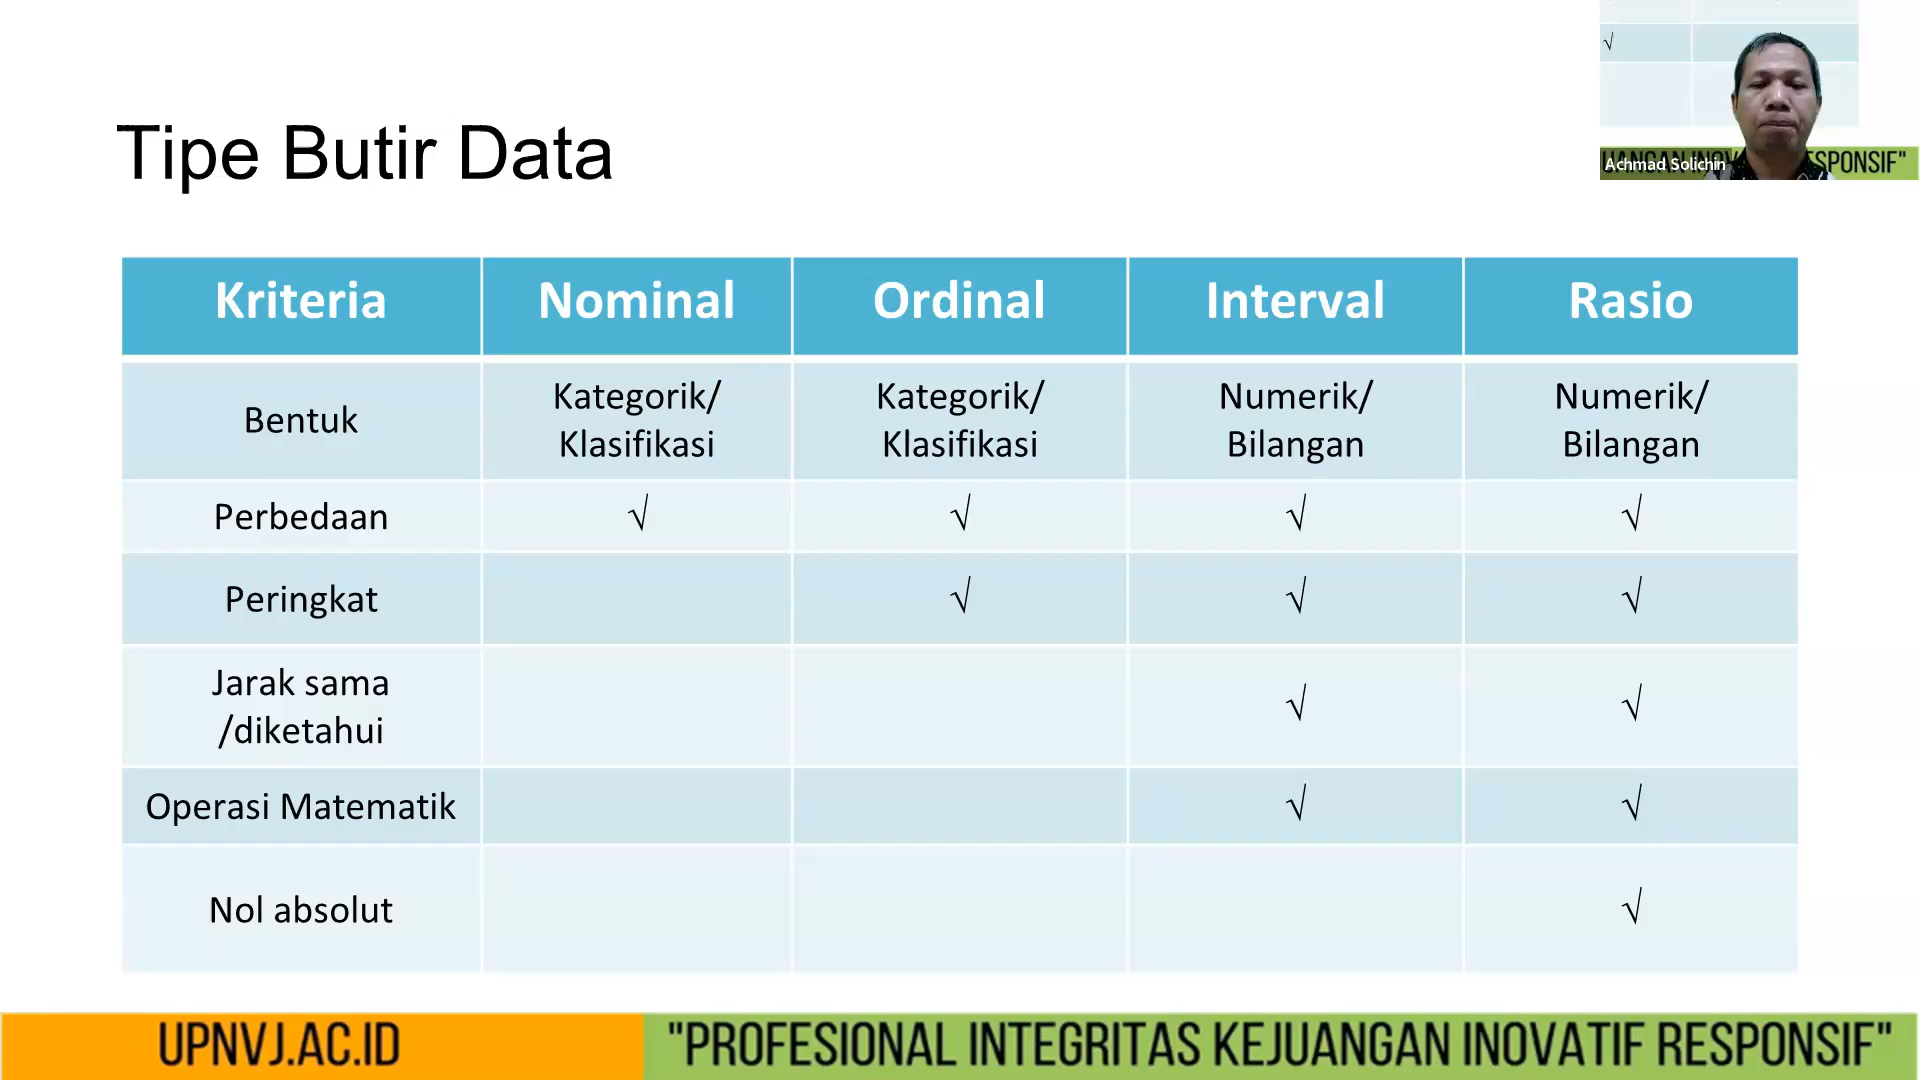 √
Tipe Butir Data
Achmad Solichin
SPONSIF"
Kriteria Nominal Ordinal Interval Rasio
Bentuk Kategorik/ Kategorik/ Numerik/ Numerik/
Klasifikasi Klasifikasi Bilangan Bilangan
Perbedaan √ √ √ √
Peringkat √ √ √
Jarak sama
/diketahui √ √
Operasi Matematik √ √
Nol absolut √
UPNVJ.AC.ID "PROFESIONAL INTEGRITAS KEJUANGAN INOVATIF RESPONSIF"